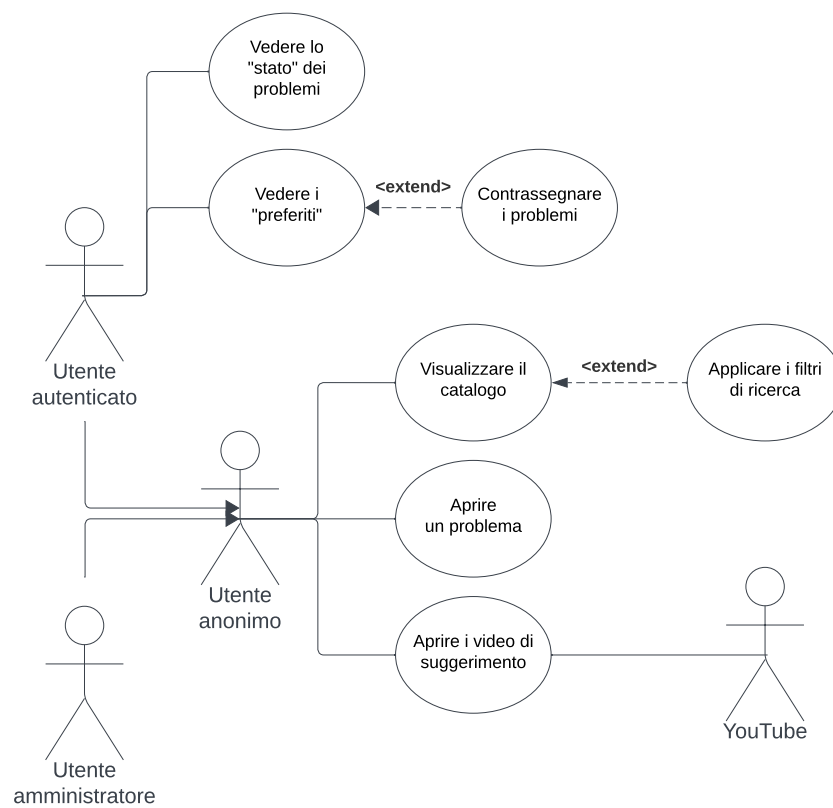 Vedere lo
"stato" dei
problemi
Vedere i
"preferiti"
<extend>
Contrassegnare
i problemi
Utente
autenticato
Visualizzare il
catalogo
<extend>
Applicare i filtri
di ricerca
Aprire
un problema
Utente
anonimo
Aprire i video di
suggerimento
YouTube
Utente
amministratore